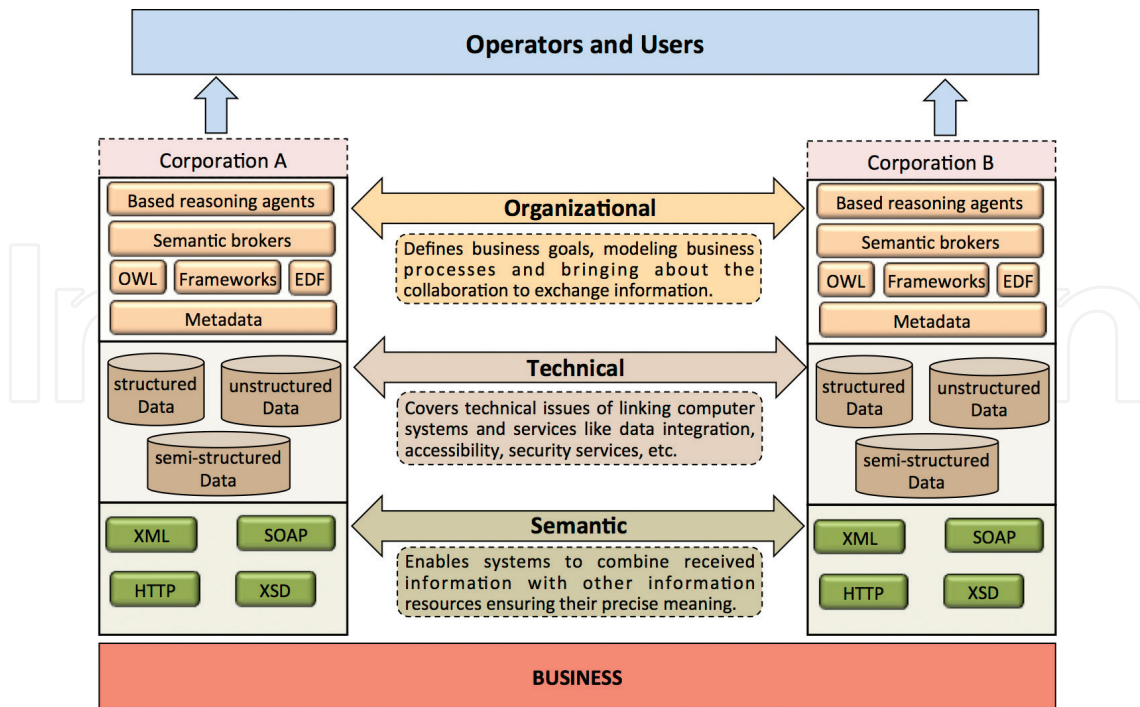 Operators and Users
Corporation A
Based reasoning agents
Semantic brokers
OWL
Frameworks
EDF
Metadata
structured
Data
unstructured
Data
semi-structured
Data
XML
SOAP
HTTP
XSD
Organizational
Defines business goals, modeling business
processes and bringing about the
collaboration to exchange information.
Technical
Covers technical issues of linking computer
systems and services like data integration,
accessibility, security services, etc.
Semantic
Enables systems to combine received
information with other information
resources ensuring their precise meaning.
Corporation B
Based reasoning agents
Semantic brokers
OWL
Frameworks
EDF
Metadata
structured
Data
unstructured
Data
semi-structured
Data
XML
SOAP
HTTP
XSD
BUSINESS